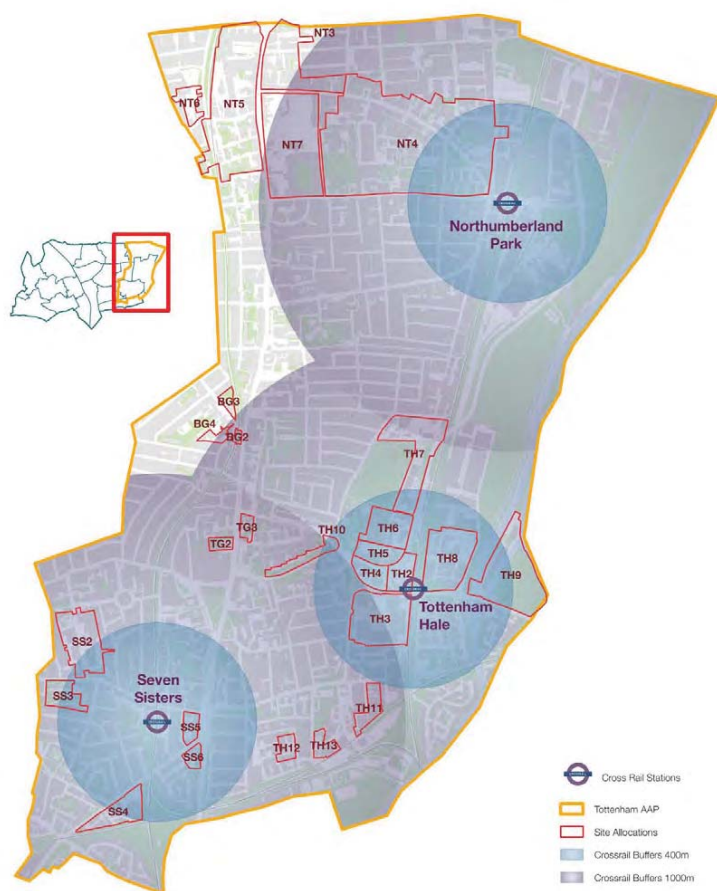 NT3
NT6
NT5
NT7
NT4
Northumberland
Park
BG3
BG4
BG2
TH7
TG3
TG2
TH10
TH6
TH5
TH8
TH4
TH2
TH9
Tottenham
Hale
TH3
SS2
SS3
Seven
Sisters
SS5
SS6
TH11
TH12
TH13
SS4
Cross Rail Stations
Tottenham AAP
Site Allocations
Crossrail Buffers 400m
Crossrail Buffers 1000m